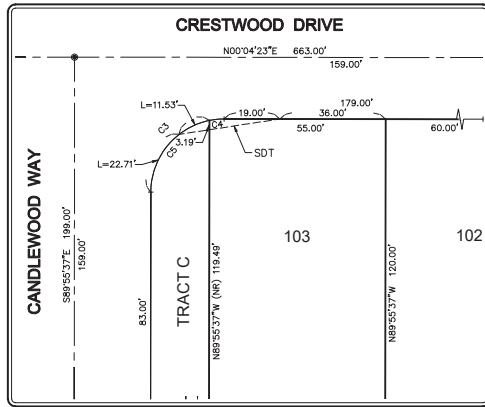 CRESTWOOD DRIVE
N00°04'23"E 663.00'
159.00'
L=11.53'
179.00'
C3
C4
19.00'
36.00'
3.19'
55.00'
60.00'
C5
SDT
L=22.71'
CANDLEWOOD WAY
S89°55'37"E 199.00'
159.00'
83.00'
TRACT C
N89°55'37"W (NR) 119.49'
103
N89°55'37"W 120.00'
102